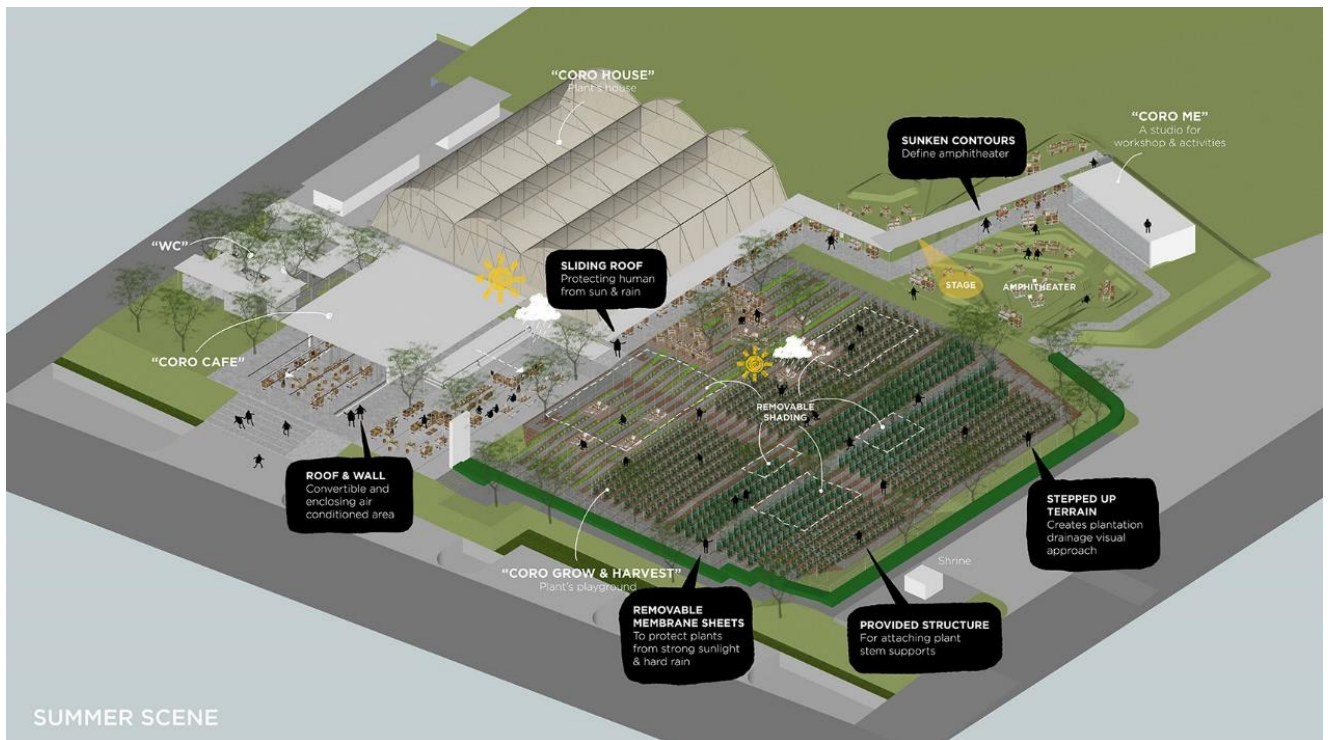 “CORO HOUSE”
Plant's house
“CORO ME”
A studio for
workshop & activities
SUNKEN CONTOURS
Define amphitheater
“WC”
SLIDING ROOF
Protecting human
from sun & rain
STAGE
AMPHITHEATER
“CORO CAFE”
REMOVABLE
SHADING
ROOF & WALL
Convertible and
enclosing air
conditioned area
STEPPED UP
TERRAIN
Creates plantation
drainage visual
approach
“CORO GROW & HARVEST”
Plant's playground
Shrine
REMOVABLE
MEMBRANE SHEETS
To protect plants
from strong sunlight
& hard rain
PROVIDED STRUCTURE
For attaching plant
stem supports
SUMMER SCENE